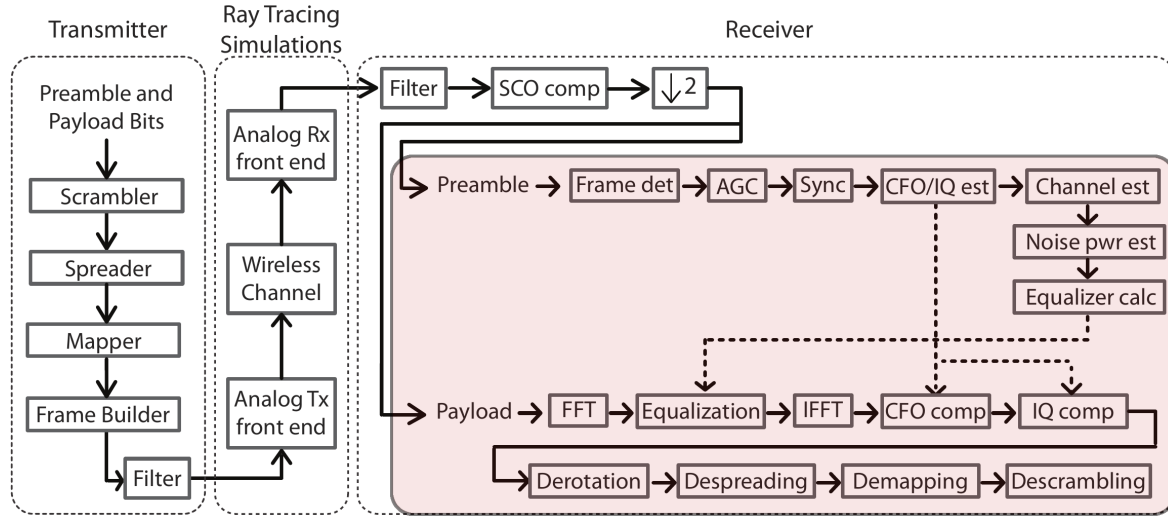 Transmitter
Ray Tracing
Simulations
Receiver
Preamble and
Payload Bits
Scrambler
Spreader
Mapper
Frame Builder
Filter
Analog Rx
front end
Wireless
Channel
Analog Tx
front end
Filter
SCO comp
↓ 2
Preamble
Frame det
AGC
Sync
CFO/IQ est
Channel est
Noise pwr est
Equalizer calc
Payload
FFT
Equalization
IFFT
CFO comp
IQ comp
Derotation
Despreading
Demapping
Descrambling